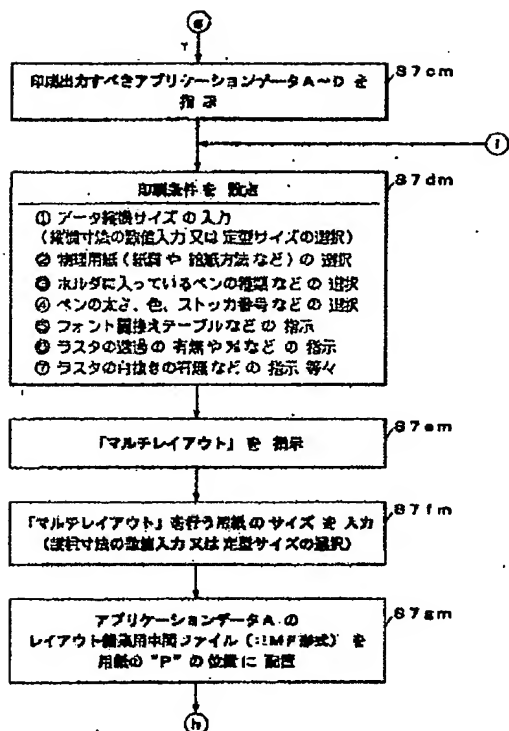 g
Y
印刷出力すべきアプリケーションデータA～Dを
指示
S7cm
i
印刷条件を設定
S7dm
① データ縦横サイズの入力
(縦横寸法の数値入力又は定型サイズの選択)
② 物理用紙(紙質や給紙方法など)の選択
③ ホルダに入っているペンの種類などの選択
④ ペンの太さ、色、ストッカ番号などの選択
⑤ フォント置換えテーブルなどの指示
⑥ ラスタの透過の有無や%などの指示
⑦ ラスタの白抜きの有無などの指示 等々
「マルチレイアウト」を指示
S7em
「マルチレイアウト」を行う用紙のサイズを入力
(縦横寸法の数値入力又は定型サイズの選択)
S7fm
アプリケーションデータAの
レイアウト編集用中間ファイル(EMF形式)を
用紙の"P"の位置に配置
S7gm
h